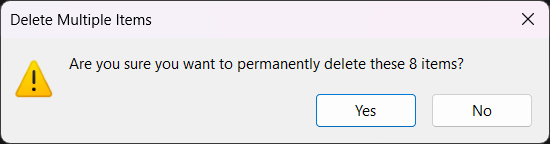 Delete Multiple Items
Are you sure you want to permanently delete these 8 items?
Yes
No